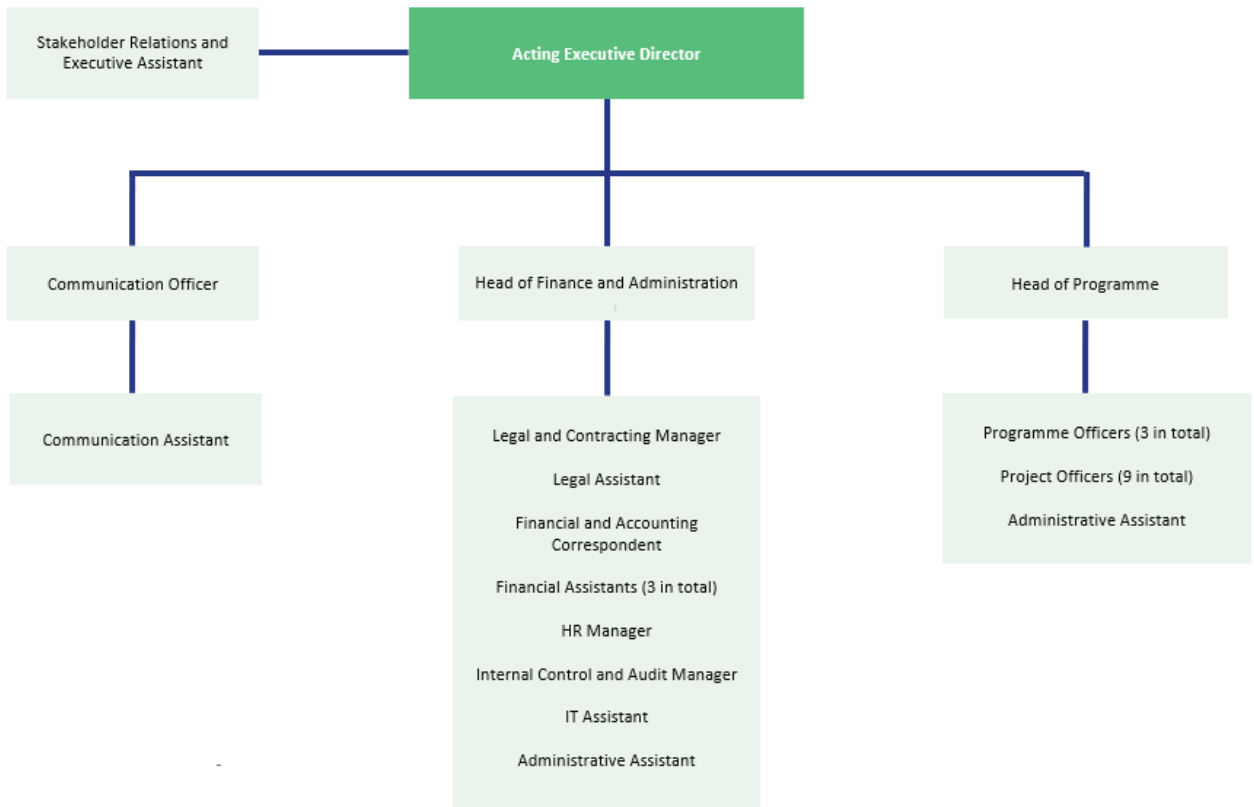 Stakeholder Relations and
Executive Assistant
Acting Executive Director
Communication Officer
Head of Finance and Administration
Head of Programme
Communication Assistant
Legal and Contracting Manager
Legal Assistant
Financial and Accounting
Correspondent
Financial Assistants (3 in total)
HR Manager
Internal Control and Audit Manager
IT Assistant
Administrative Assistant
Programme Officers (3 in total)
Project Officers (9 in total)
Administrative Assistant
-